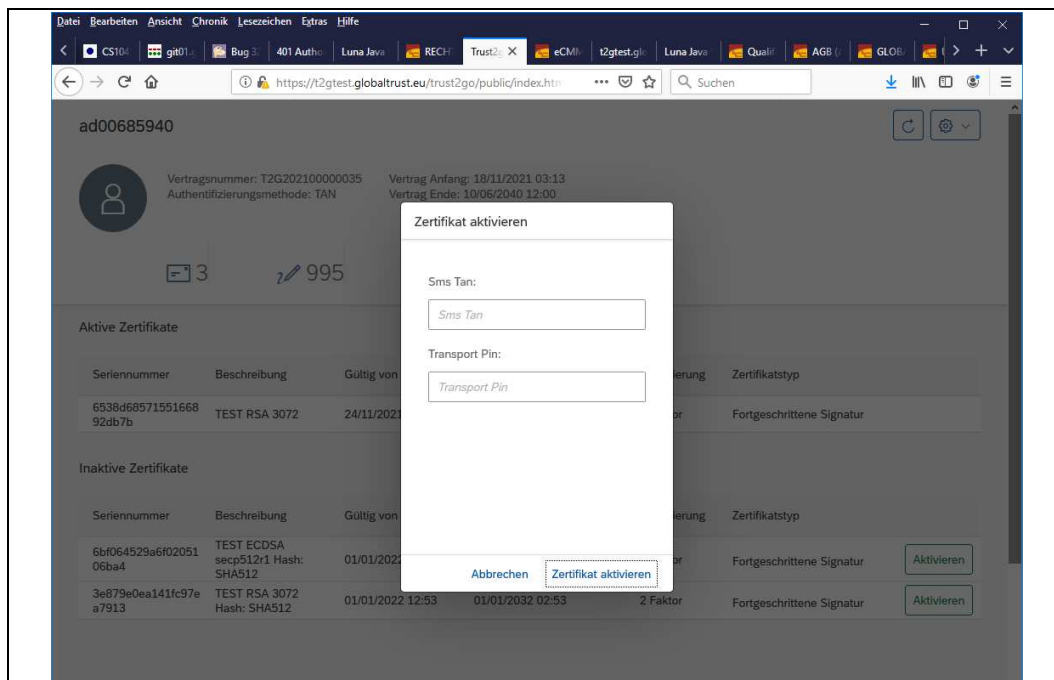 Datei Bearbeiten Ansicht Chronik Lesezeichen Extras Hilfe
CS104 git01. Bug 3 401 Autho Luna Java RECH Trust2g eCMM t2gtest.glo Luna Java Qualif AGB ( GLOB
https://t2gtest.globaltrust.eu/trust2go/public/index.htm Suchen
ad00685940
Vertragsnummer: T2G202100000035 Vertrag Anfang: 18/11/2021 03:13
Authentifizierungsmethode: TAN Vertrag Ende: 10/06/2040 12:00
Zertifikat aktivieren
3 995
Sms Tan:
Sms Tan
Aktive Zertifikate
Transport Pin:
Transport Pin
Seriennummer Beschreibung Gültig von erung Zertifikatstyp
6538d68571551668
92db7b
TEST RSA 3072 24/11/2021 or Fortgeschrittene Signatur
Inaktive Zertifikate
Seriennummer Beschreibung Gültig von erung Zertifikatstyp
6bf064529a6f02051
06ba4
TEST ECDSA
secp512r1 Hash:
SHA512
01/01/2022 or Fortgeschrittene Signatur Aktivieren
Abbrechen Zertifikat aktivieren
3e879e0ea141fc97e
a7913
TEST RSA 3072
Hash: SHA512
01/01/2022 12:53 01/01/2032 02:53 2 Faktor Fortgeschrittene Signatur Aktivieren